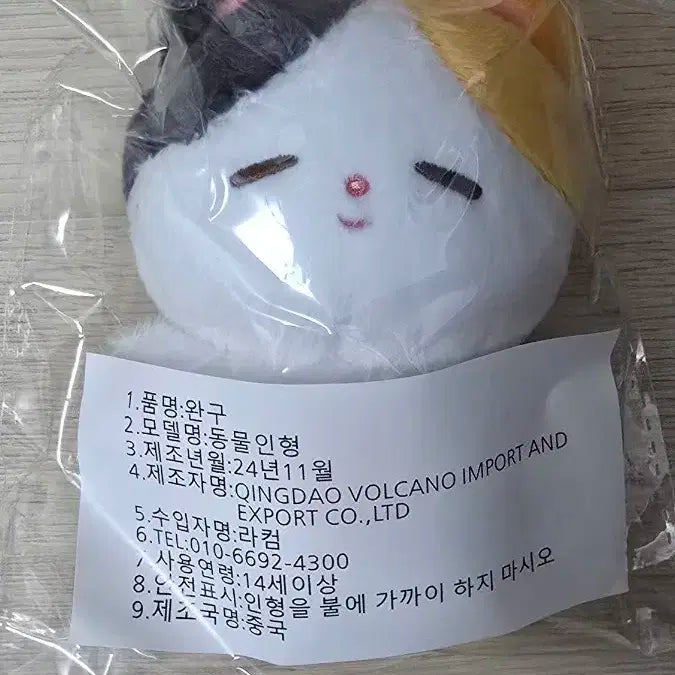 1.품명:완구
2.모델명:동물인형
3.제조년월:24년11월
4.제조자명:QINGDAO VOLCANO IMPORT AND
EXPORT CO.,LTD
5.수입자명:라컴
6.TEL:010-6692-4300
7.사용연령:14세이상
8.안전표시:인형을 불에 가까이 하지 마시오
9.제조국명:중국